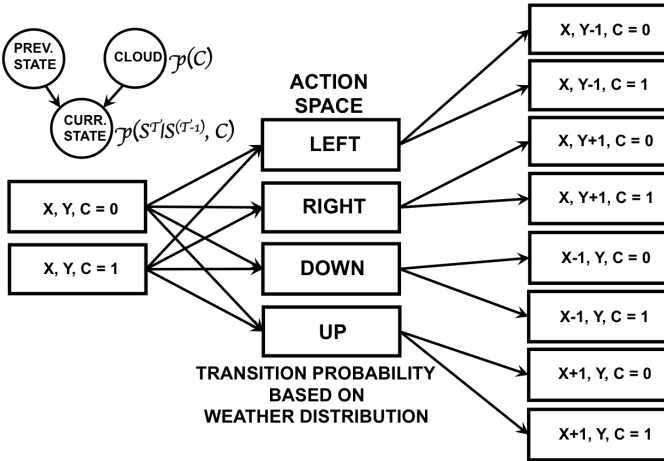 PREV.
STATE
CLOUD
p(C)
CURR.
STATE
p(S^T|S^(T-1), C)
ACTION
SPACE
LEFT
RIGHT
DOWN
UP
X, Y, C = 0
X, Y, C = 1
TRANSITION PROBABILITY
BASED ON
WEATHER DISTRIBUTION
X, Y-1, C = 0
X, Y-1, C = 1
X, Y+1, C = 0
X, Y+1, C = 1
X-1, Y, C = 0
X-1, Y, C = 1
X+1, Y, C = 0
X+1, Y, C = 1